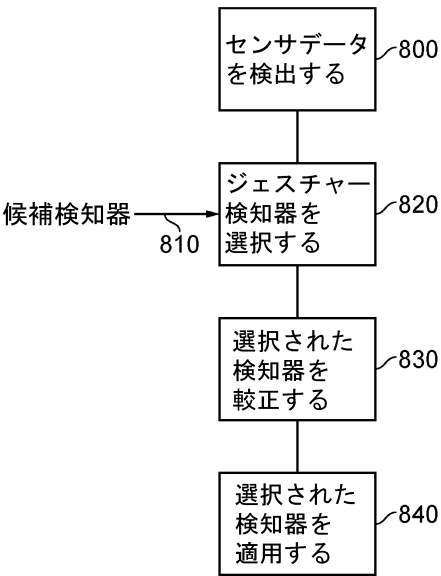 センサデータ
を検出する
800
ジェスチャー
検知器を
選択する
820
候補検知器
810
選択された
検知器を
較正する
830
選択された
検知器を
適用する
840